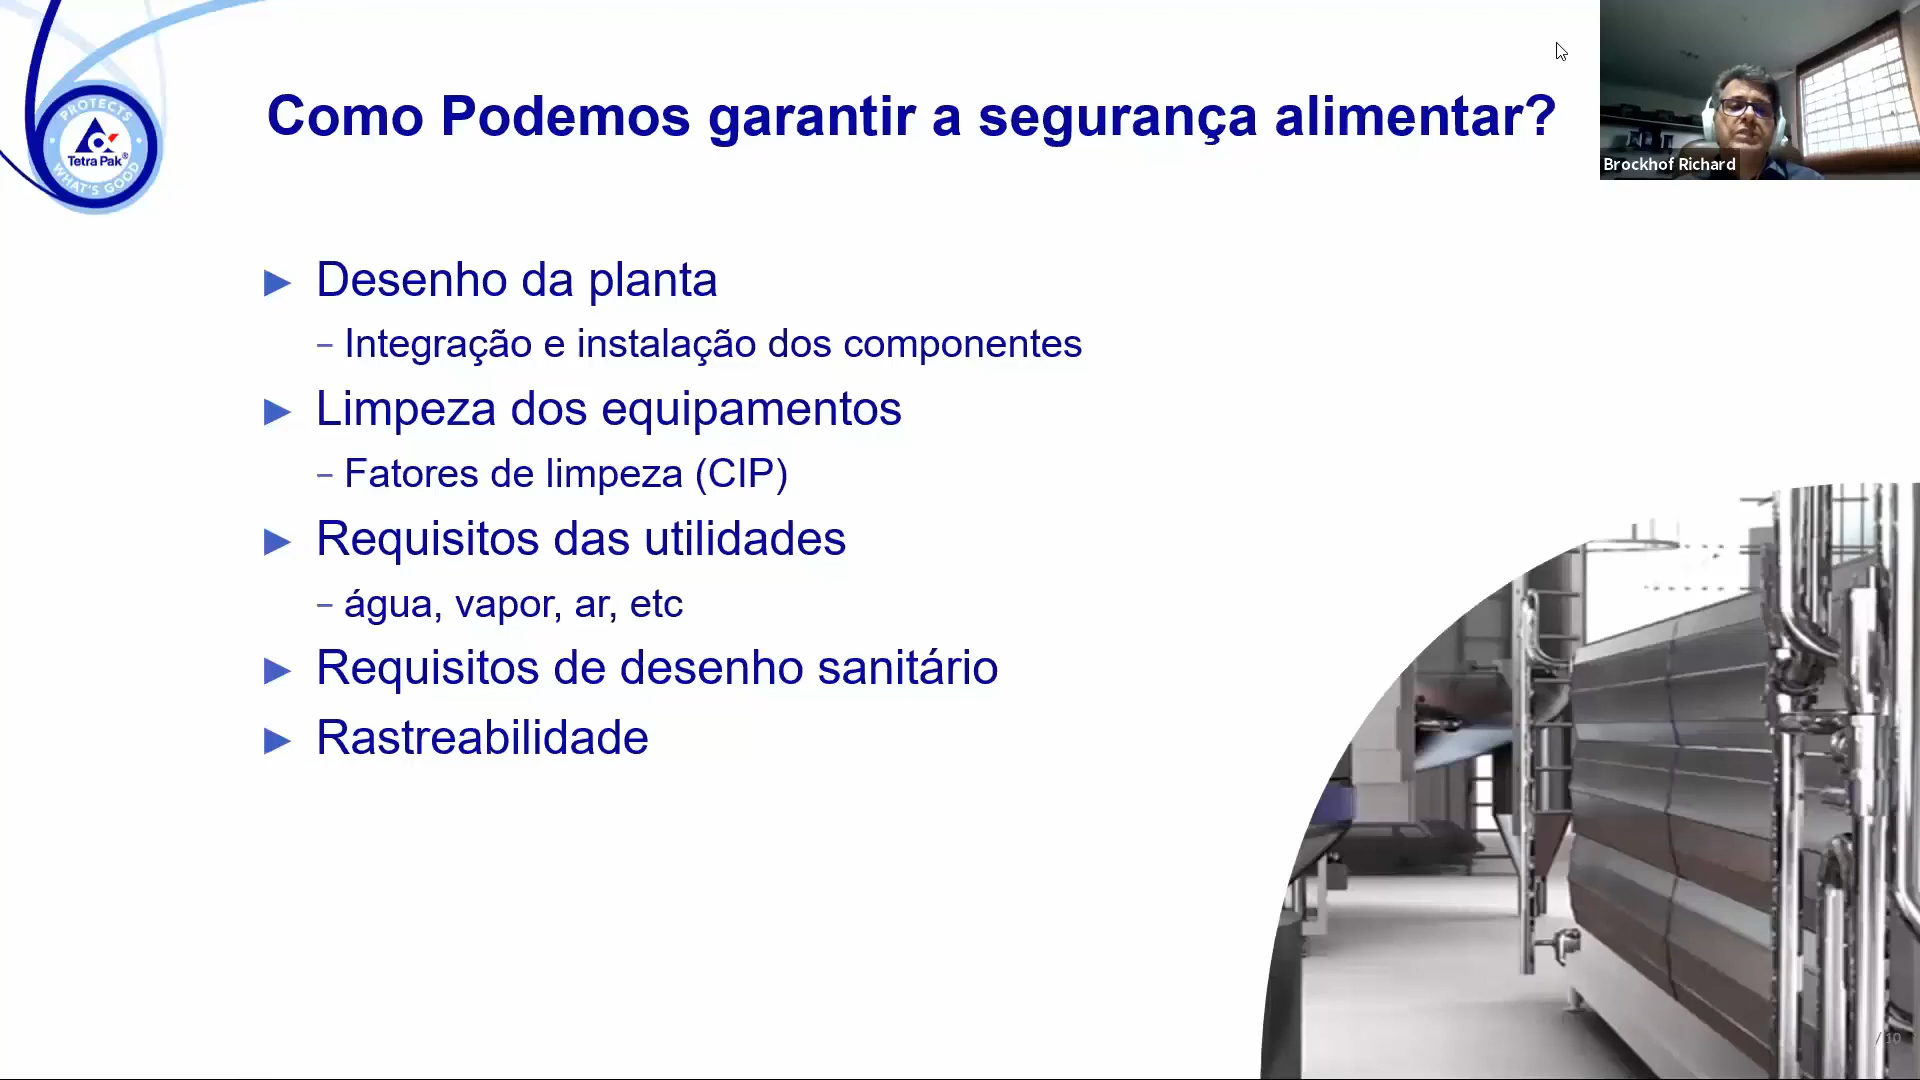 PROTECTS
Tetra Pak®
WHAT'S GOOD
Como Podemos garantir a segurança alimentar?
Brockhof Richard
► Desenho da planta
– Integração e instalação dos componentes
► Limpeza dos equipamentos
– Fatores de limpeza (CIP)
► Requisitos das utilidades
– água, vapor, ar, etc
► Requisitos de desenho sanitário
► Rastreabilidade
/ 10